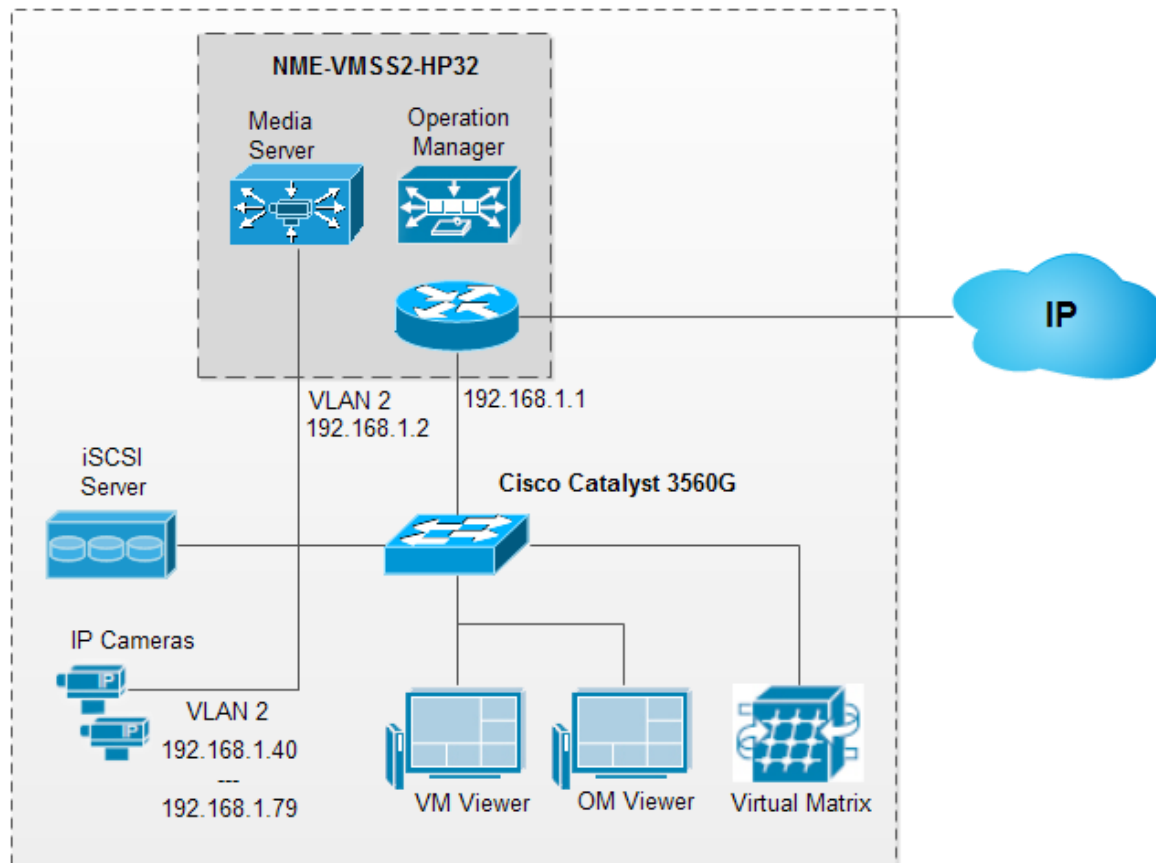 NME-VMSS2-HP32
Media
Server
Operation
Manager
IP
VLAN 2
192.168.1.2
192.168.1.1
iSCSI
Server
Cisco Catalyst 3560G
IP Cameras
IP
IP
VLAN 2
192.168.1.40
---
192.168.1.79
VM Viewer
OM Viewer
Virtual Matrix